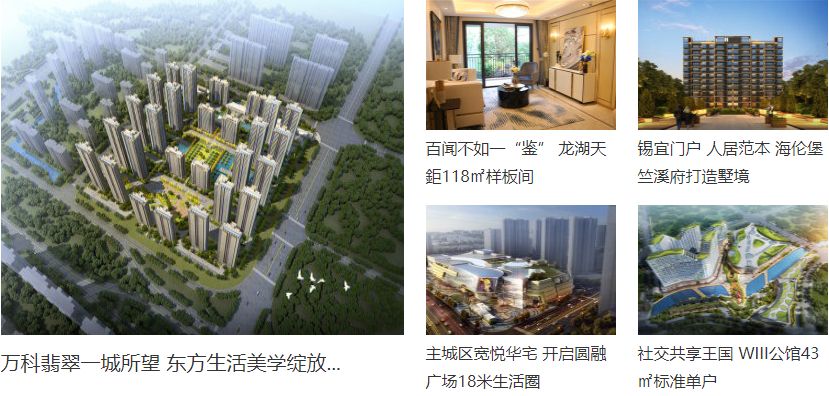 万科翡翠一城所望 东方生活美学绽放...
百闻不如一“鉴” 龙湖天
鉅118㎡样板间
锡宜门户 人居范本 海伦堡
竺溪府打造墅境
主城区宽悦华宅 开启圆融
广场18米生活圈
社交共享王国 WIII公馆43
㎡标准单户